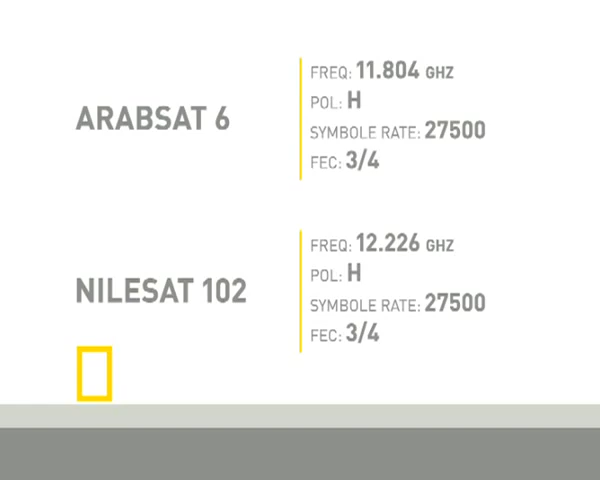 ARABSAT 6
FREQ: 11.804 GHZ
POL: H
SYMBOLE RATE: 27500
FEC: 3/4
NILESAT 102
FREQ: 12.226 GHZ
POL: H
SYMBOLE RATE: 27500
FEC: 3/4